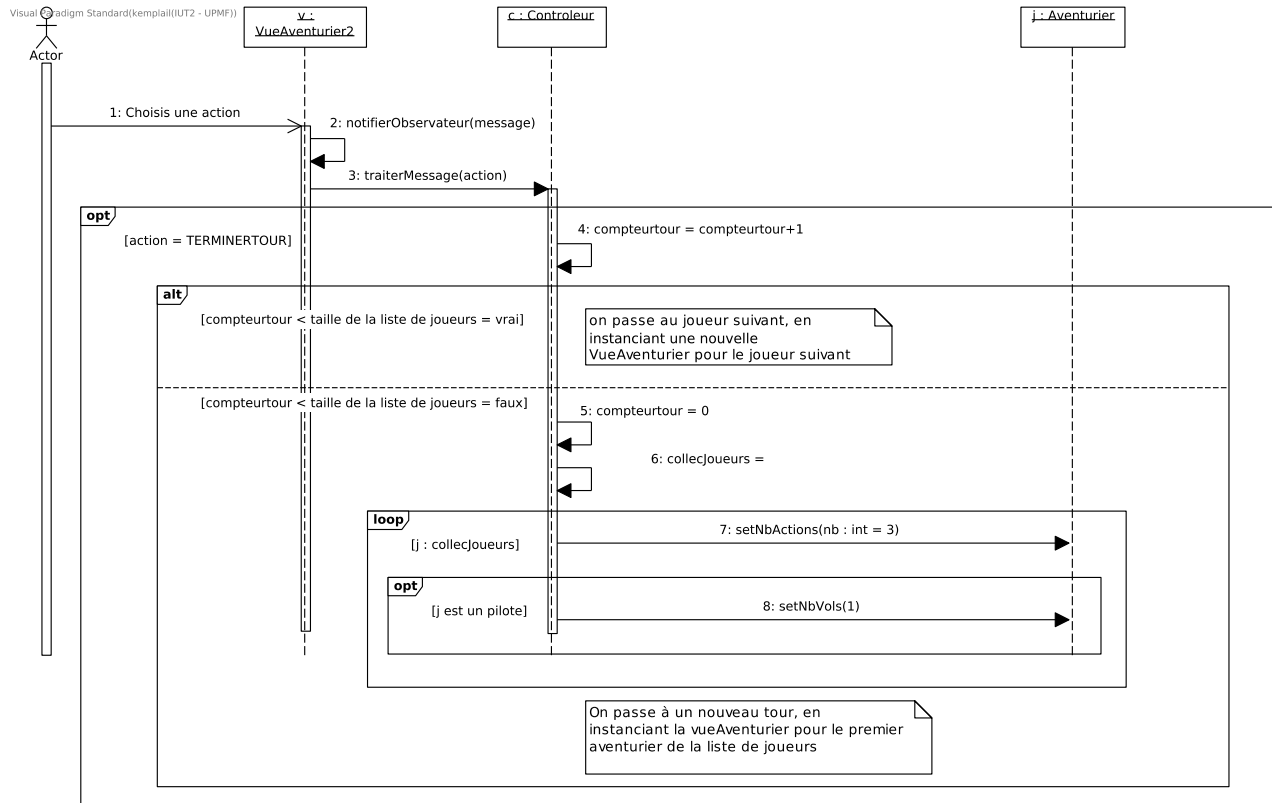 Visual Paradigm Standard(kemplail(IUT2 - UPMF))
v :
VueAventurier2
c : Controleur
j : Aventurier
Actor
1: Choisis une action
2: notifierObservateur(message)
3: traiterMessage(action)
opt
[action = TERMINERTOUR]
4: compteurtour = compteurtour+1
alt
[compteurtour < taille de la liste de joueurs = vrai]
on passe au joueur suivant, en
instanciant une nouvelle
VueAventurier pour le joueur suivant
[compteurtour < taille de la liste de joueurs = faux]
5: compteurtour = 0
6: collecJoueurs =
loop
[j : collecJoueurs]
7: setNbActions(nb : int = 3)
opt
[j est un pilote]
8: setNbVols(1)
On passe à un nouveau tour, en
instanciant la vueAventurier pour le premier
aventurier de la liste de joueurs